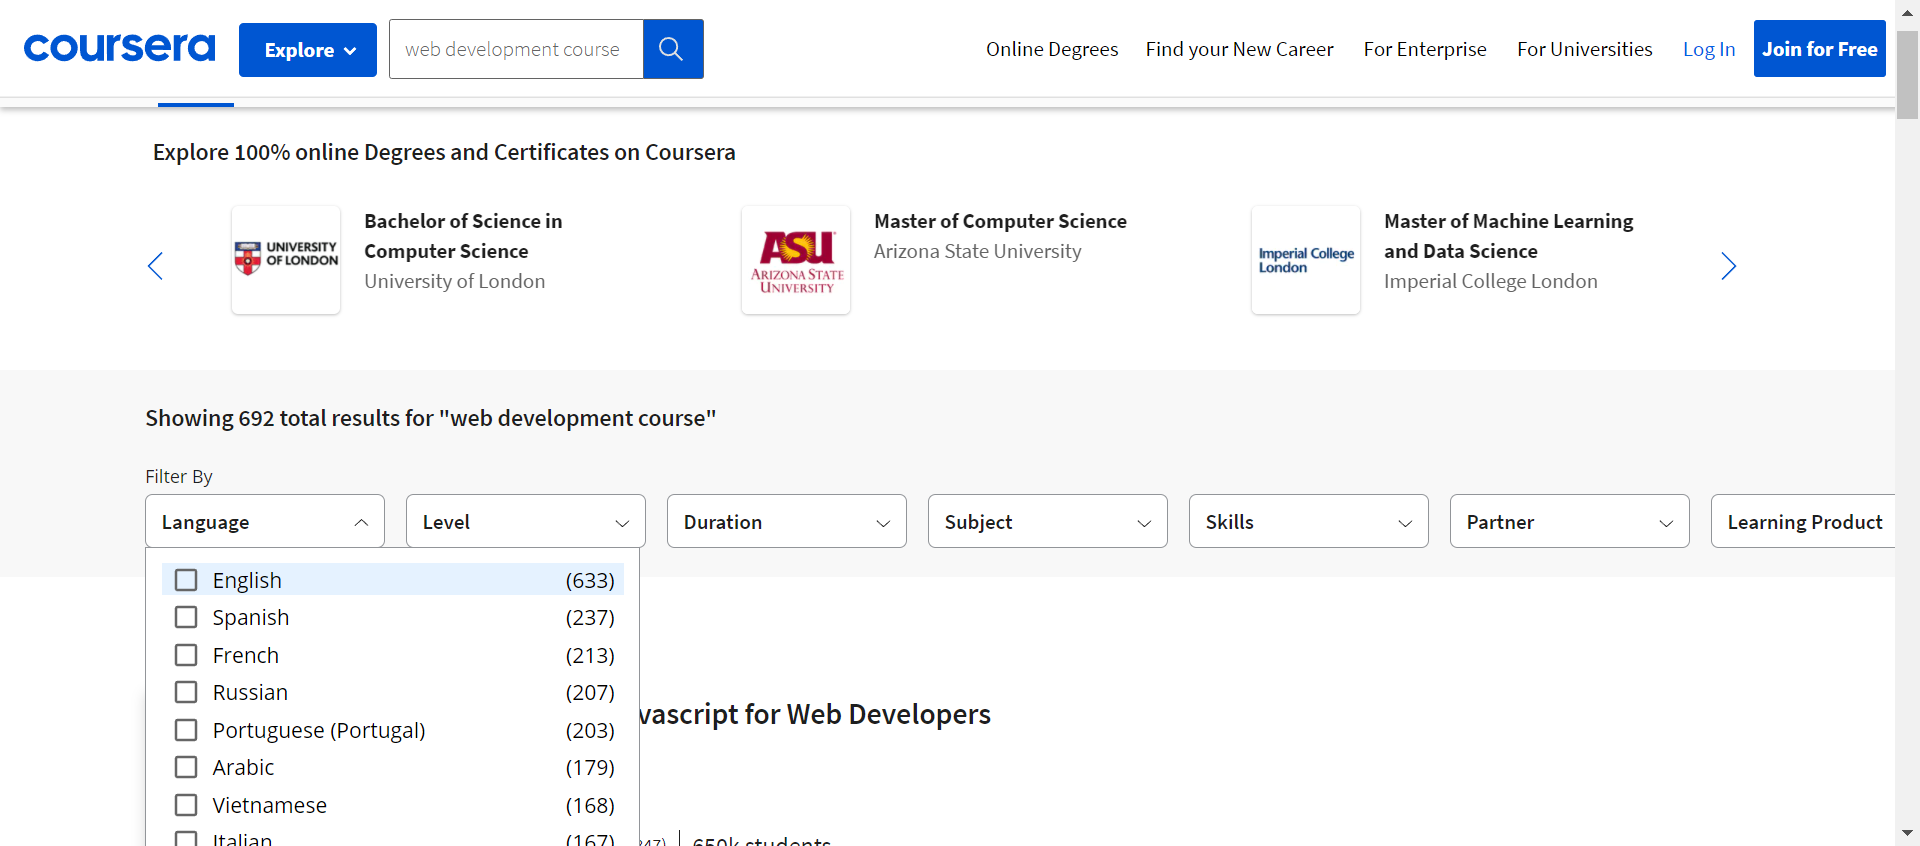 coursera
Explore
web development course
Online Degrees
Find your New Career
For Enterprise
For Universities
Log In
Join for Free
Explore 100% online Degrees and Certificates on Coursera
UNIVERSITY
OF LONDON
Bachelor of Science in
Computer Science
University of London
ASU
ARIZONA STATE
UNIVERSITY
Master of Computer Science
Arizona State University
Imperial College
London
Master of Machine Learning
and Data Science
Imperial College London
Showing 692 total results for "web development course"
Filter By
Language
Level
Duration
Subject
Skills
Partner
Learning Product
English (633)
Spanish (237)
French (213)
Russian (207)
Portuguese (Portugal) (203)
Arabic (179)
Vietnamese (168)
Italian (167)
vascript for Web Developers
650k students